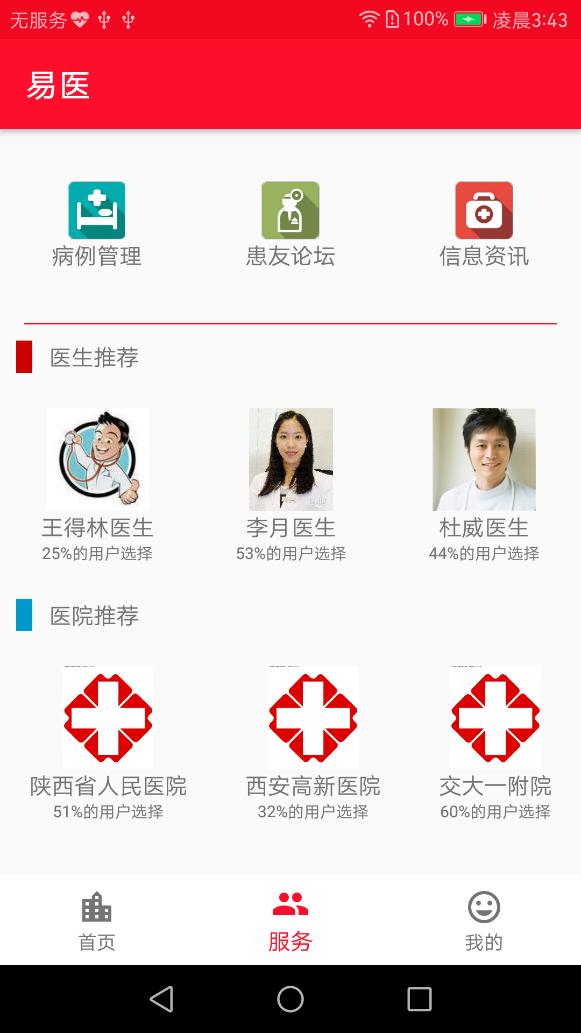 无服务 100% 凌晨3:43
易医
病例管理 患友论坛 信息资讯
医生推荐
王得林医生 李月医生 杜威医生
25%的用户选择 53%的用户选择 44%的用户选择
医院推荐
陕西省人民医院 西安高新医院 交大一附院
51%的用户选择 32%的用户选择 60%的用户选择
首页 服务 我的